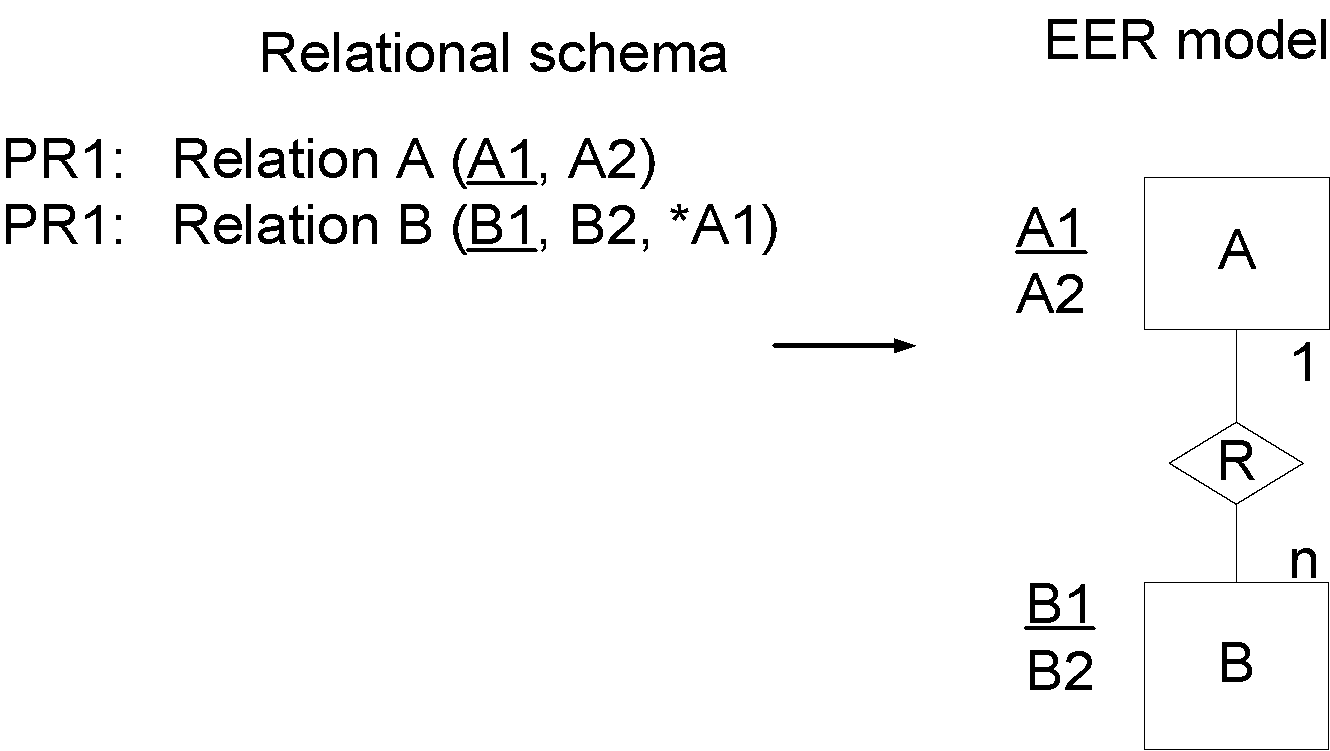 Relational schema
EER model
PR1: Relation A (A1, A2)
PR1: Relation B (B1, B2, *A1)
A1
A2
A
1
R
n
B1
B2
B